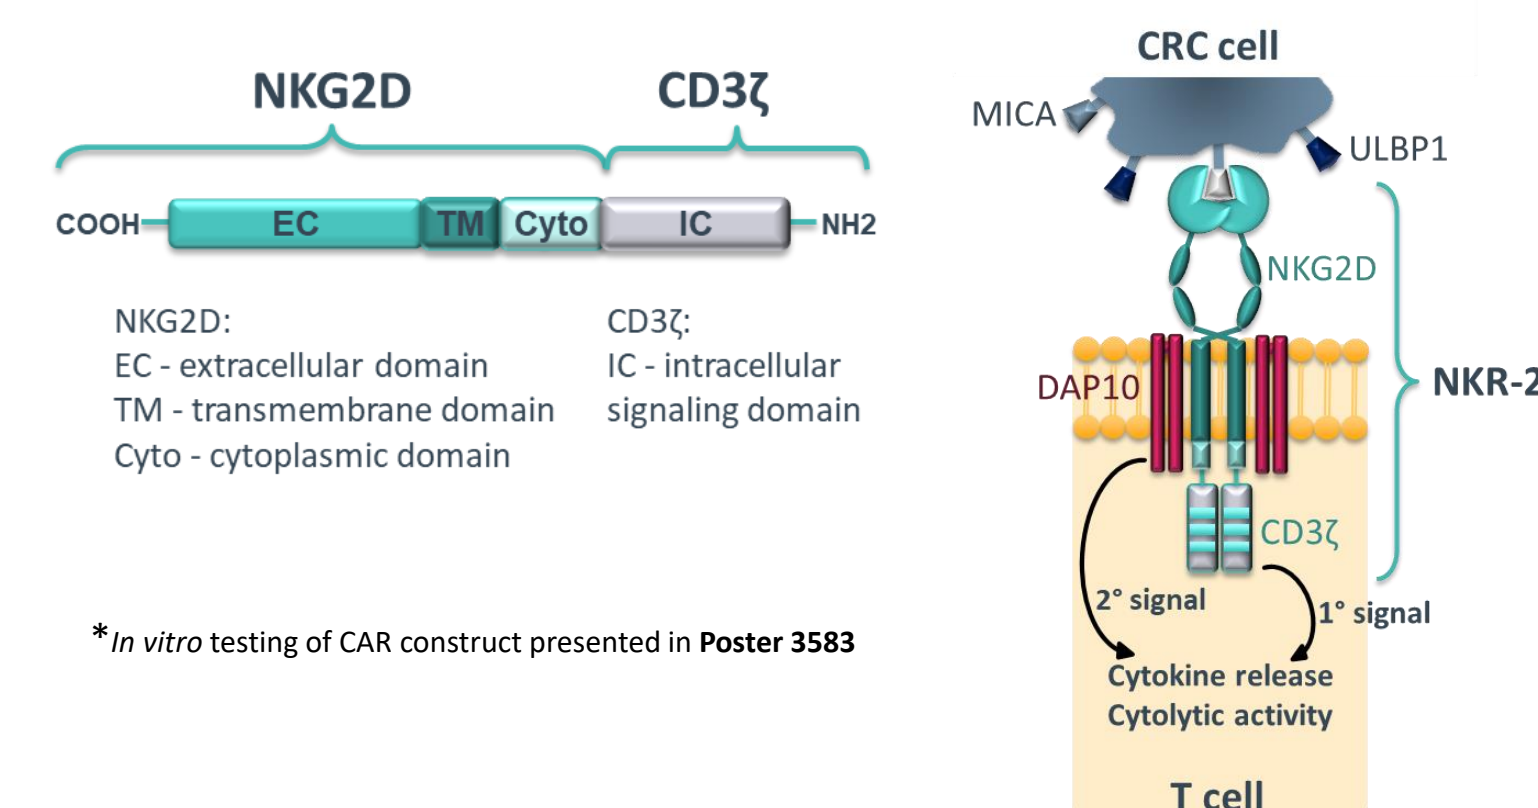 NKG2D
CD3ζ
COOH
EC
TM
Cyto
IC
NH2
NKG2D:
EC - extracellular domain
TM - transmembrane domain
Cyto - cytoplasmic domain
CD3ζ:
IC - intracellular
signaling domain
*In vitro testing of CAR construct presented in Poster 3583
CRC cell
MICA
ULBP1
NKG2D
DAP10
NKR-2
CD3ζ
2° signal
1° signal
Cytokine release
Cytolytic activity
T cell